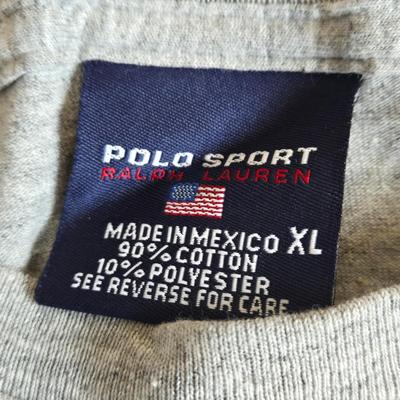 POLO SPORT
RALPH LAUREN
MADE IN MEXICO XL
90% COTTON
10% POLYESTER
SEE REVERSE FOR CARE